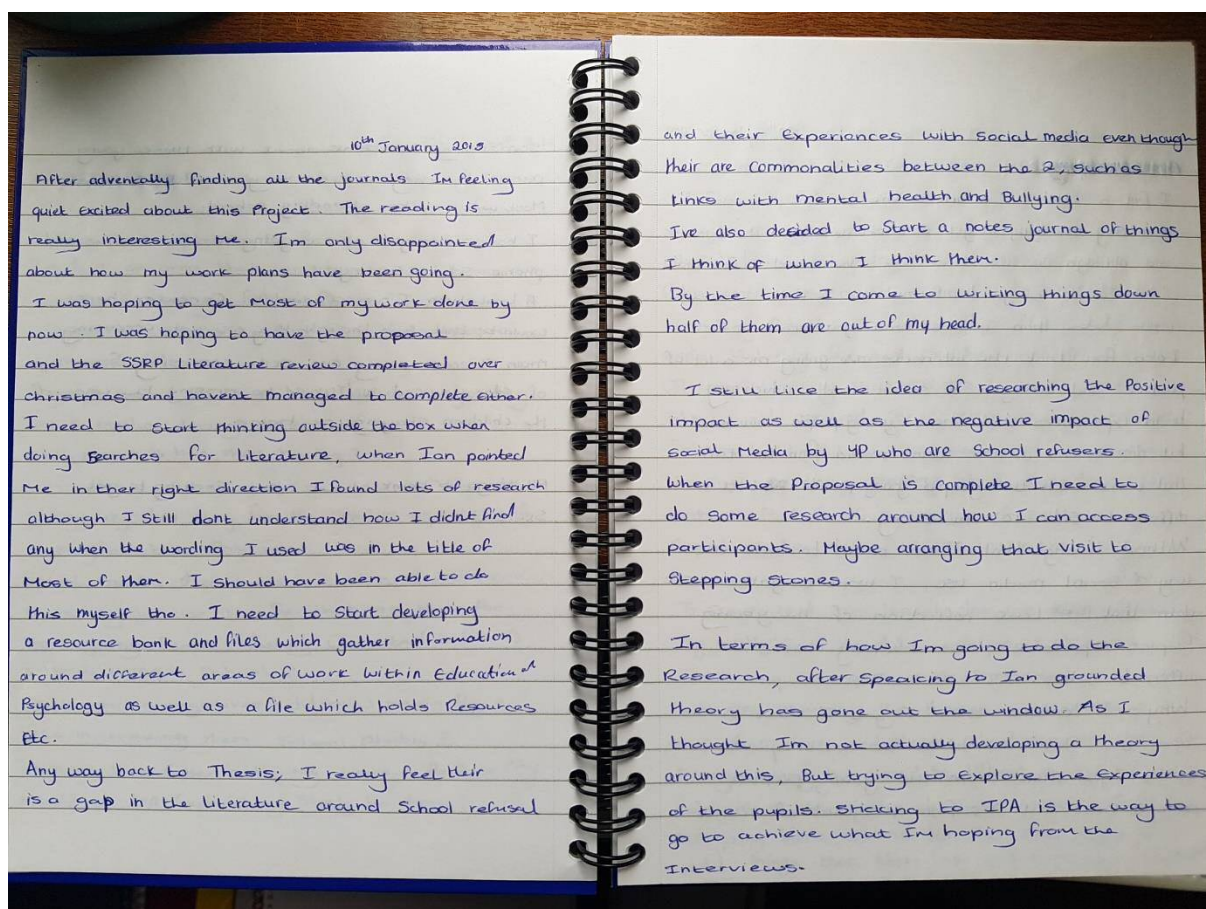 10th January 2019
After adventally finding all the journals Im feeling
quiet excited about this Project. The reading is
really interesting me. Im only disappointed
about how my work plans have been going.
I was hoping to get Most of my work done by
now. I was hoping to have the proposal
and the SSRP Literature review completed over
christmas and havent managed to complete either.
I need to Start thinking outside the box when
doing Searches for Literature, when Ian pointed
Me in ther right direction I found lots of research
although I Still dont understand how I didnt find
any when the wording I used was in the title of
Most of them. I should have been able to do
this myself tho. I need to Start developing
a resource bank and files which gather information
around different areas of work within Educational
Psychology as well as a file which holds Resources
Etc.
Any way back to Thesis; I really feel their
is a gap in the Literature around School refusal
and their Experiances with Social media even though
their are commonalities between the 2, such as
Links with mental health and Bullying.
Ive also decided to Start a notes journal of things
I think of when I think them.
By the time I come to writing things down
half of them are out of my head.
I still like the idea of researching the Positive
impact as well as the negative impact of
Social Media by YP who are School refusers.
When the Proposal is complete I need to
do Some research around how I can access
participants. Maybe arranging that visit to
Stepping Stones.
In terms of how Im going to do the
Research, after Speaking to Ian grounded
theory has gone out the window. As I
thought Im not actually developing a theory
around this, But trying to Explore the Experiences
of the pupils. Sticking to IPA is the way to
go to achieve what Im hoping from the
Interviews.